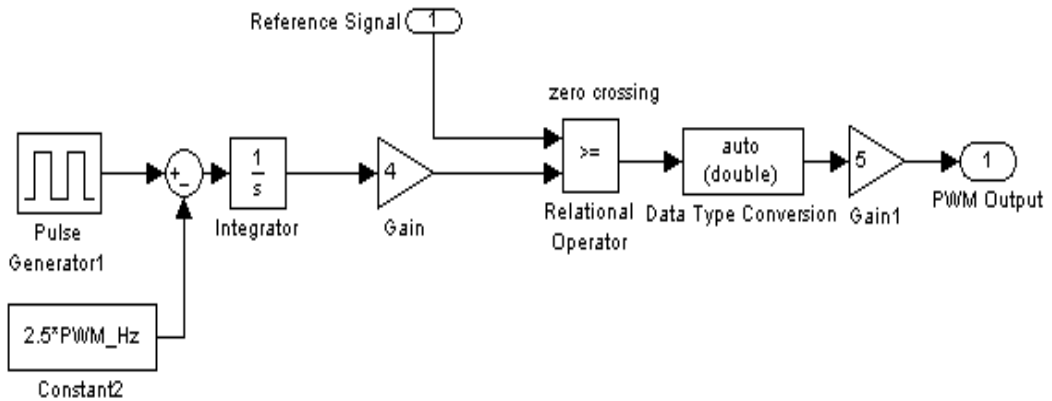 Reference Signal
1
zero crossing
+
-
1
s
4
>=
auto
(double)
5
1
Pulse
Generator1
Integrator
Gain
Relational
Operator
Data Type Conversion
Gain1
PWM Output
2.5*PWM_Hz
Constant2